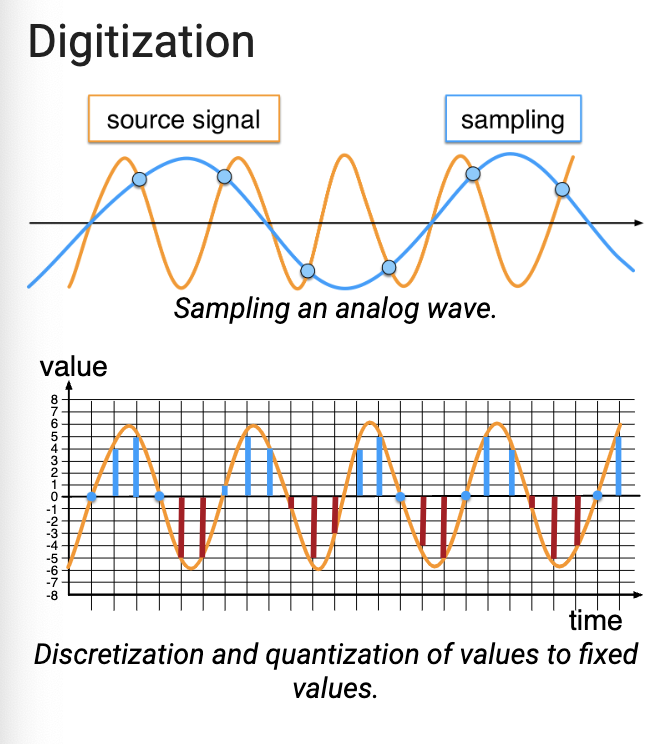 Digitization
source signal
sampling
Sampling an analog wave.
value
8
7
6
5
4
3
2
1
0
-1
-2
-3
-4
-5
-6
-7
-8
time
Discretization and quantization of values to fixed
values.